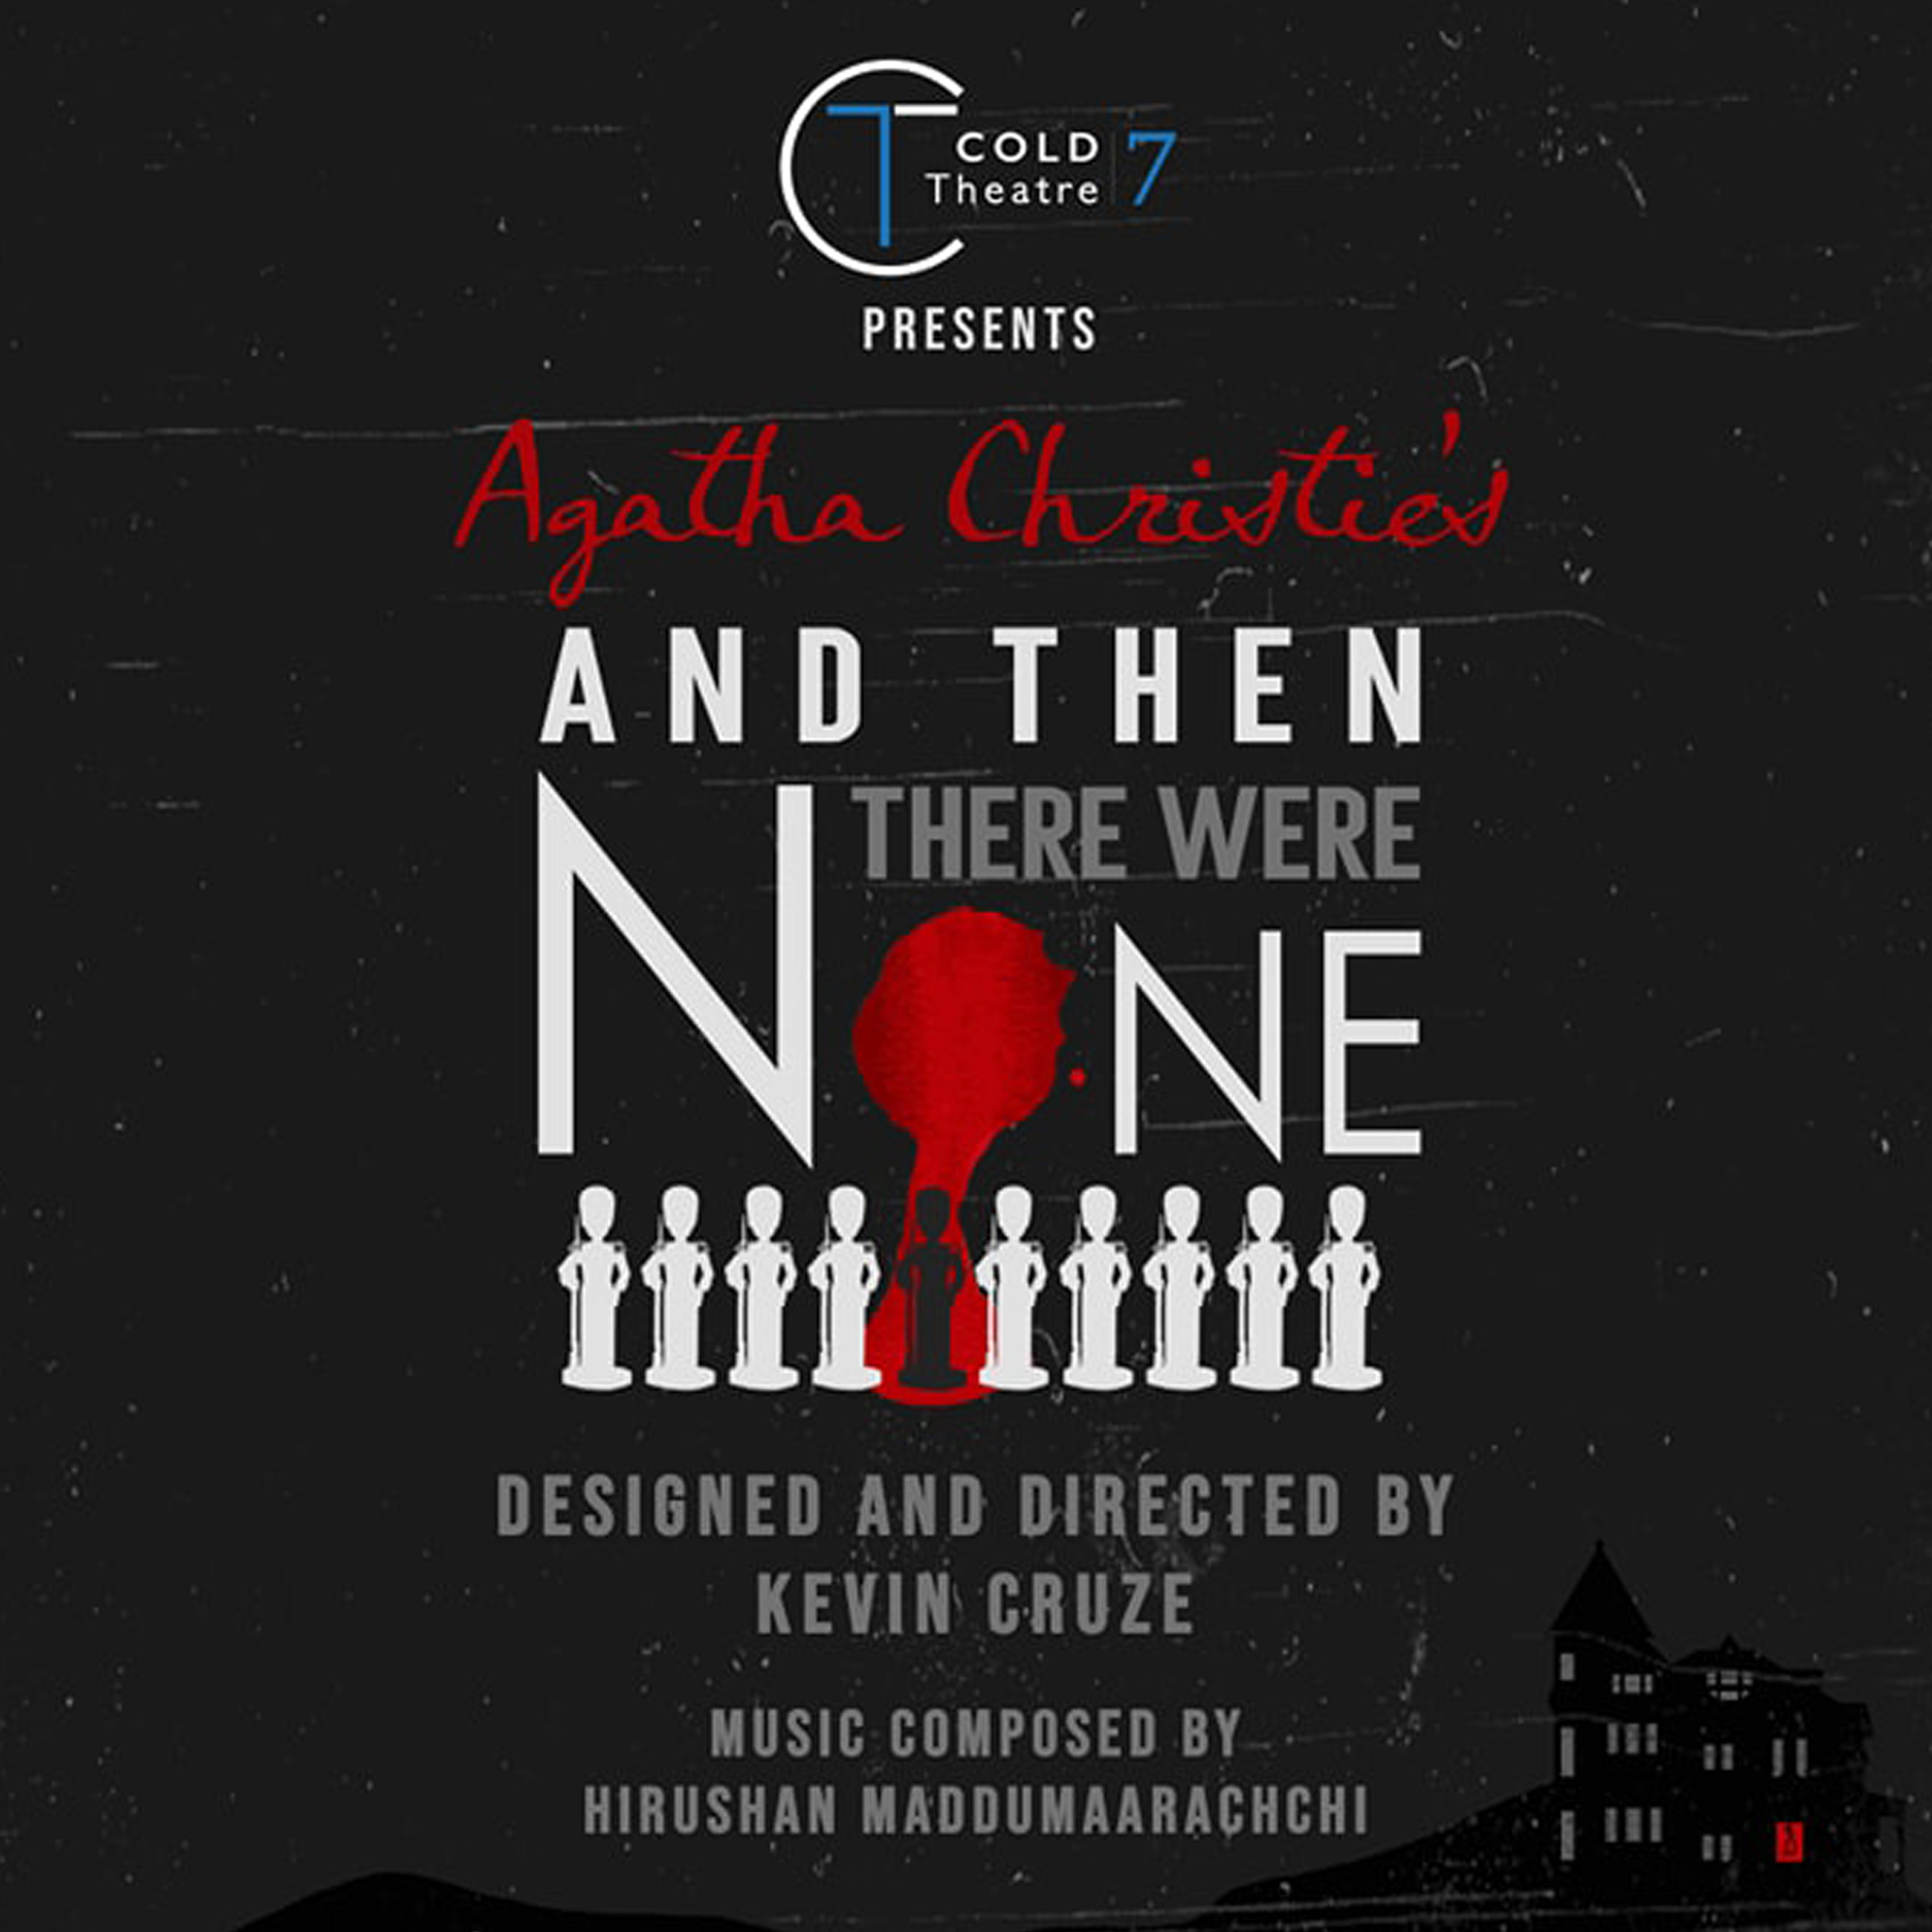 COLD
Theatre 7
PRESENTS
Agatha Christie's
AND THEN
THERE WERE
NONE
DESIGNED AND DIRECTED BY
KEVIN CRUZE
MUSIC COMPOSED BY
HIRUSHAN MADDUMAARACHCHI